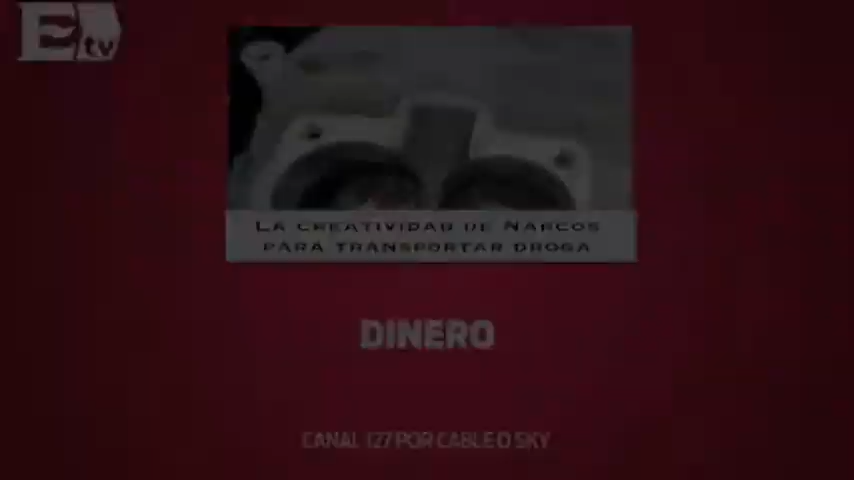 Etv
LA CREATIVIDAD DE NARCOS
PARA TRANSPORTAR DROGA
DINERO
CANAL 127 POR CABLE O SKY